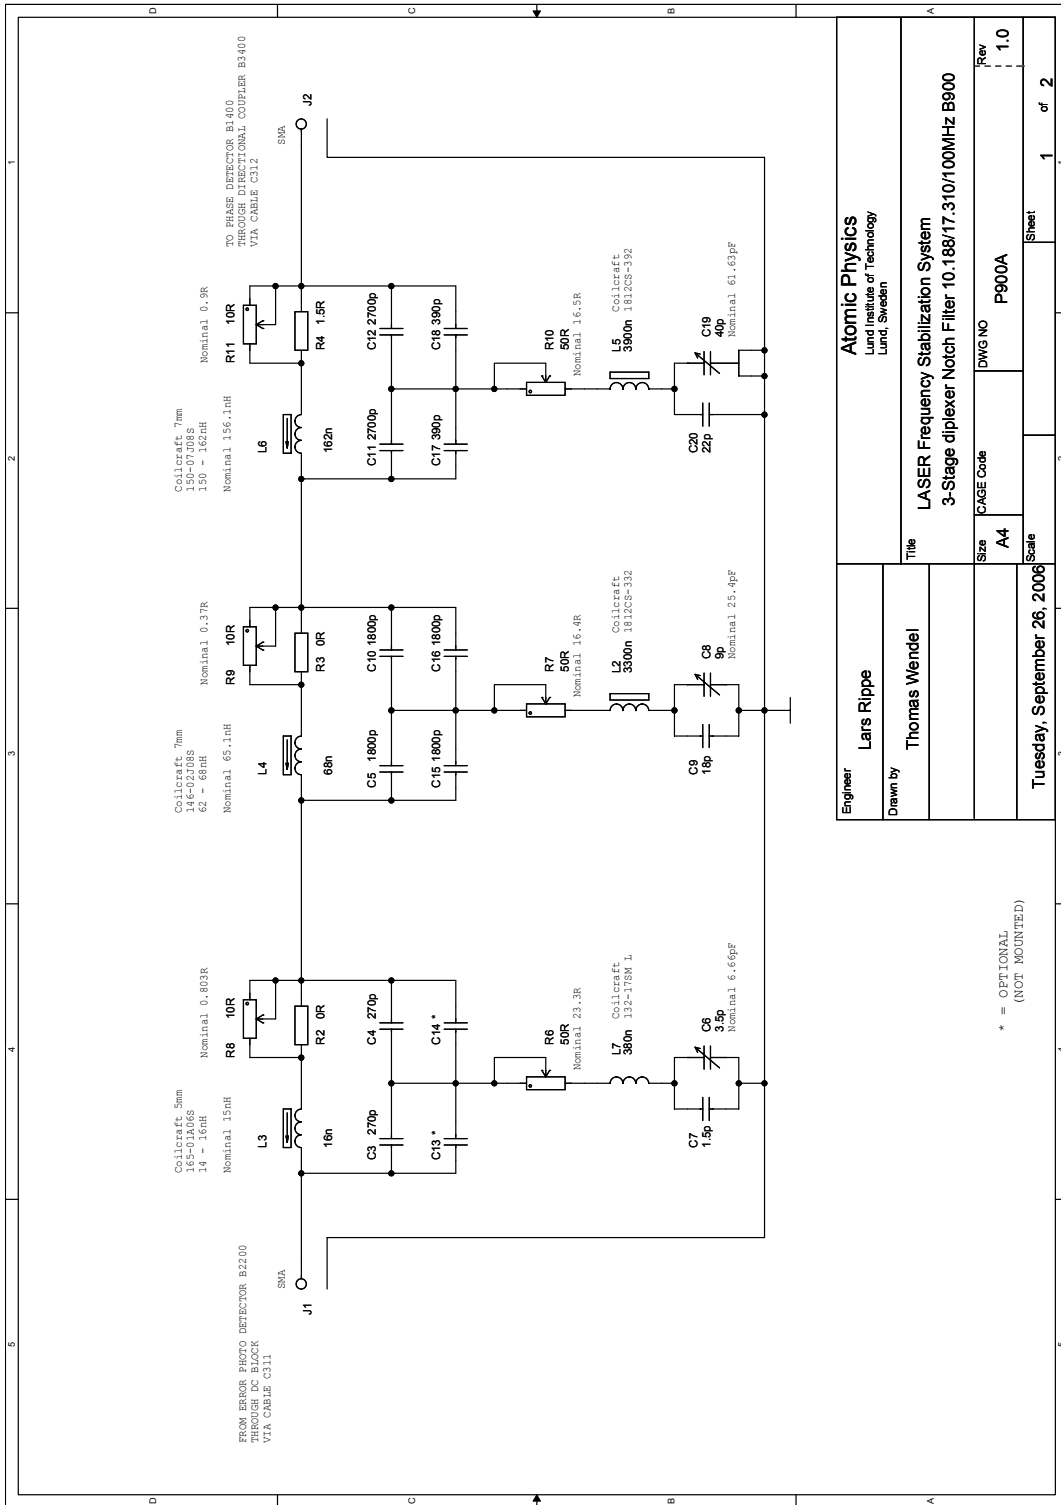 D
C
B
A
5
4
3
2
1
FROM ERROR PHOTO DETECTOR B2200
THROUGH DC BLOCK
VIA CABLE C311
SMA
J1
Coilcraft 5mm
165-01A06S
14 - 16nH
Nominal 15nH
L3
16n
Nominal 0.803R
R8
10R
R2 0R
C3 270p
C4 270p
C13 *
C14 *
R6
50R
Nominal 23.3R
L7
380n
Coilcraft
132-17SM L
C7
1.5p
C6
3.5p
Nominal 6.66pF
Coilcraft 7mm
146-02J08S
62 - 68nH
Nominal 65.1nH
L4
68n
Nominal 0.37R
R9
10R
R3 0R
C5 1800p
C10 1800p
C15 1800p
C16 1800p
R7
50R
Nominal 16.4R
L2
3300n
Coilcraft
1812CS-332
C9
18p
C8
9p
Nominal 25.4pF
Coilcraft 7mm
150-07J08S
150 - 162nH
Nominal 156.1nH
L6
162n
Nominal 0.9R
R11
10R
R4 1.5R
C11 2700p
C12 2700p
C17 390p
C18 390p
R10
50R
Nominal 16.5R
L5
3900n
Coilcraft
1812CS-392
C20
22p
C19
40p
Nominal 61.63pF
TO PHASE DETECTOR B1400
THROUGH DIRECTIONAL COUPLER B3400
VIA CABLE C312
SMA
J2
* = OPTIONAL
(NOT MOUNTED)
Engineer
Lars Rippe
Drawn by
Thomas Wendel
Tuesday, September 26, 2006
Atomic Physics
Lund Institute of Technology
Lund, Sweden
Title
LASER Frequency Stabilization System
3-Stage diplexer Notch Filter 10.188/17.310/100MHz B900
Size
A4
CAGE Code
DWG NO
P900A
Rev
1.0
Scale
Sheet
1 of 2
5
4
3
2
1
D
C
B
A